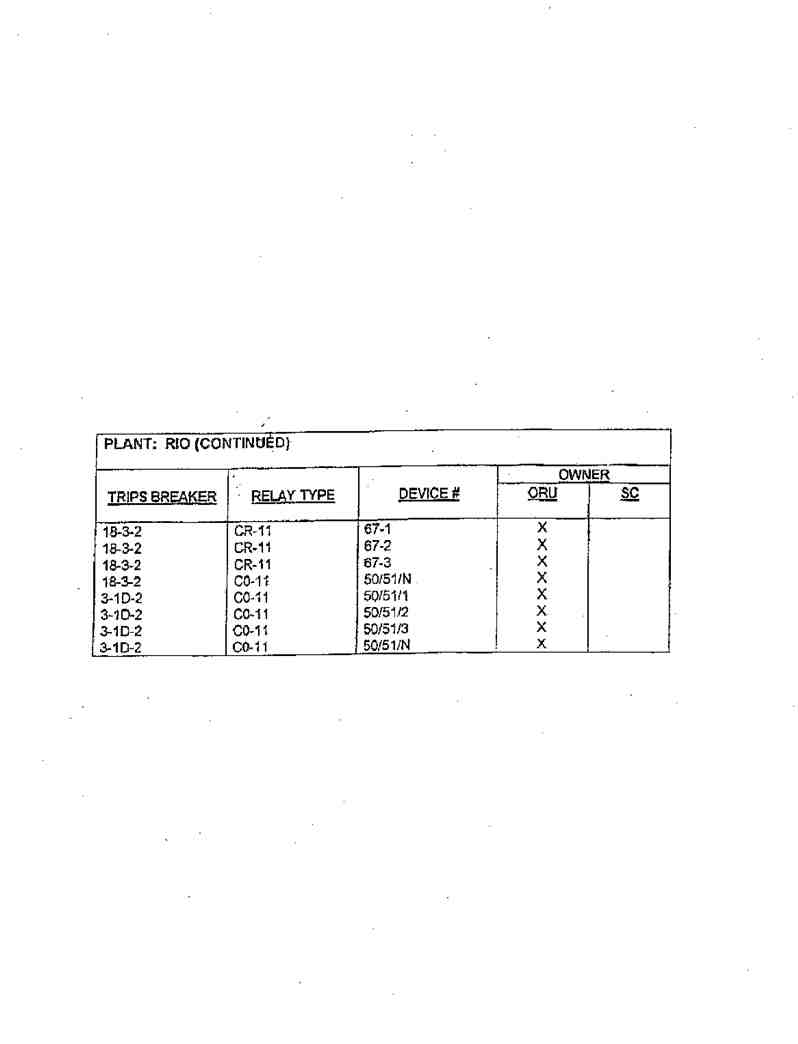 PLANT: RIO (CONTINUED)
OWNER
TRIPS BREAKER RELAY TYPE DEVICE # ORU SC
18-3-2 CR-11 67-1 X
18-3-2 CR-11 67-2 X
18-3-2 CR-11 67-3 X
18-3-2 C0-11 50/51/N X
3-1D-2 C0-11 50/51/1 X
3-1D-2 C0-11 50/51/2 X
3-1D-2 C0-11 50/51/3 X
3-1D-2 C0-11 50/51/N X